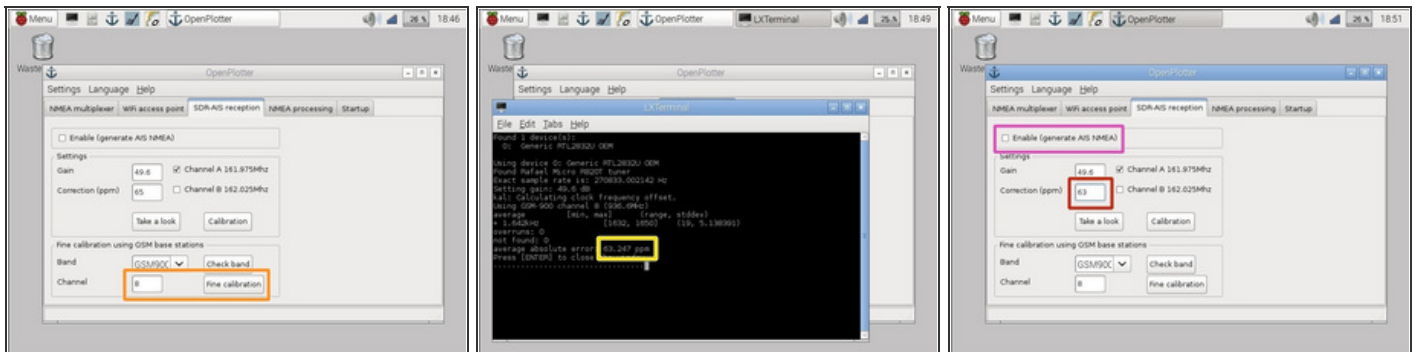 Menu
OpenPlotter
26 %
18:46
Waste
OpenPlotter
Settings Language Help
NMEA multiplexer
WiFi access point
SDR-AIS reception
NMEA processing
Startup
Enable (generate AIS NMEA)
Settings
Gain
49.6
Channel A 161.975Mhz
Correction (ppm)
65
Channel B 162.025Mhz
Take a look
Calibration
Fine calibration using GSM base stations
Band
GSM900
Check band
Channel
8
Fine calibration
Menu
OpenPlotter
LXTerminal
25 %
18:49
Waste
OpenPlotter
Settings Language Help
LXTerminal
File Edit Tabs Help
Found 1 device(s):
0: Generic RTL2832U OEM
Using device 0: Generic RTL2832U OEM
Found Rafael Micro R820T tuner
Exact sample rate is: 270833.002142 Hz
Setting gain: 49.6 dB
kal: Calculating clock frequency offset.
Using GSM-900 channel 8 (936.6MHz)
average [min, max] (range, stddev)
+ 1.642kHz [1632, 1650] (19, 5.138391)
overruns: 0
not found: 0
average absolute error: 63.247 ppm
Press [ENTER] to close
Menu
OpenPlotter
26 %
18:51
Waste
OpenPlotter
Settings Language Help
NMEA multiplexer
WiFi access point
SDR-AIS reception
NMEA processing
Startup
Enable (generate AIS NMEA)
Settings
Gain
49.6
Channel A 161.975Mhz
Correction (ppm)
63
Channel B 162.025Mhz
Take a look
Calibration
Fine calibration using GSM base stations
Band
GSM900
Check band
Channel
8
Fine calibration